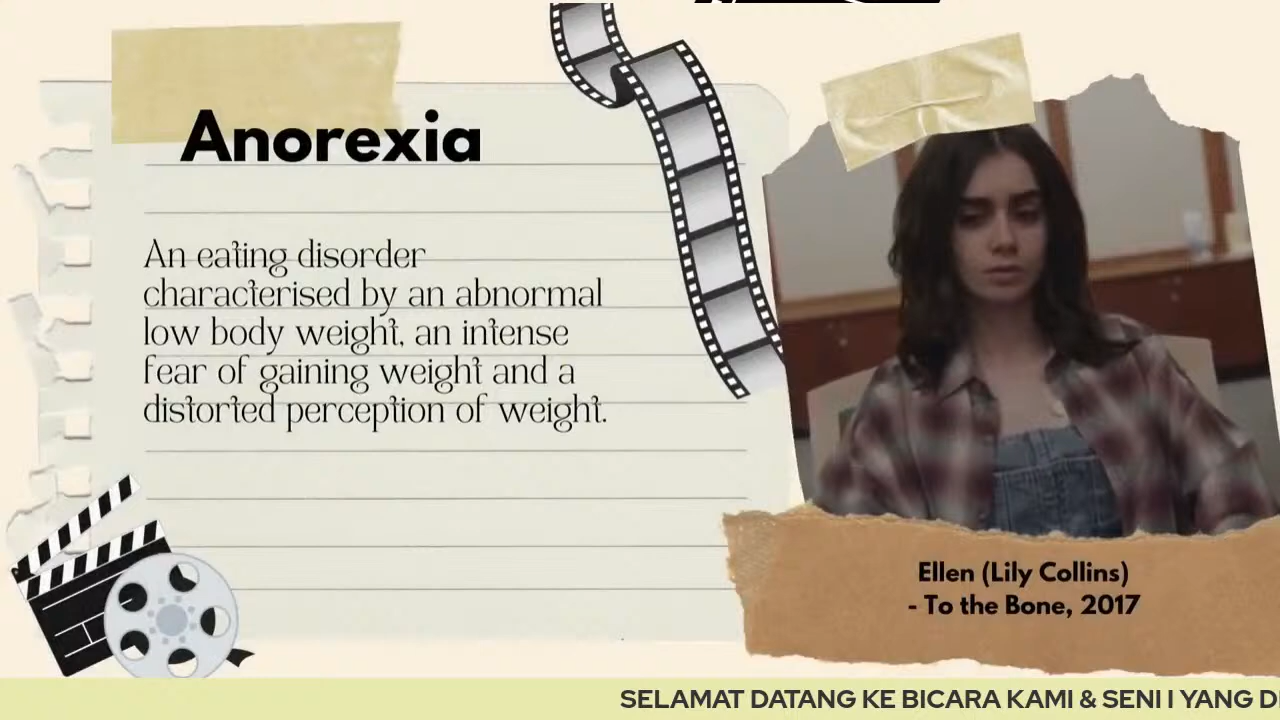 Anorexia
An eating disorder
characterised by an abnormal
low body weight, an intense
fear of gaining weight and a
distorted perception of weight.
Ellen (Lily Collins)
- To the Bone, 2017
SELAMAT DATANG KE BICARA KAMI & SENI I YANG